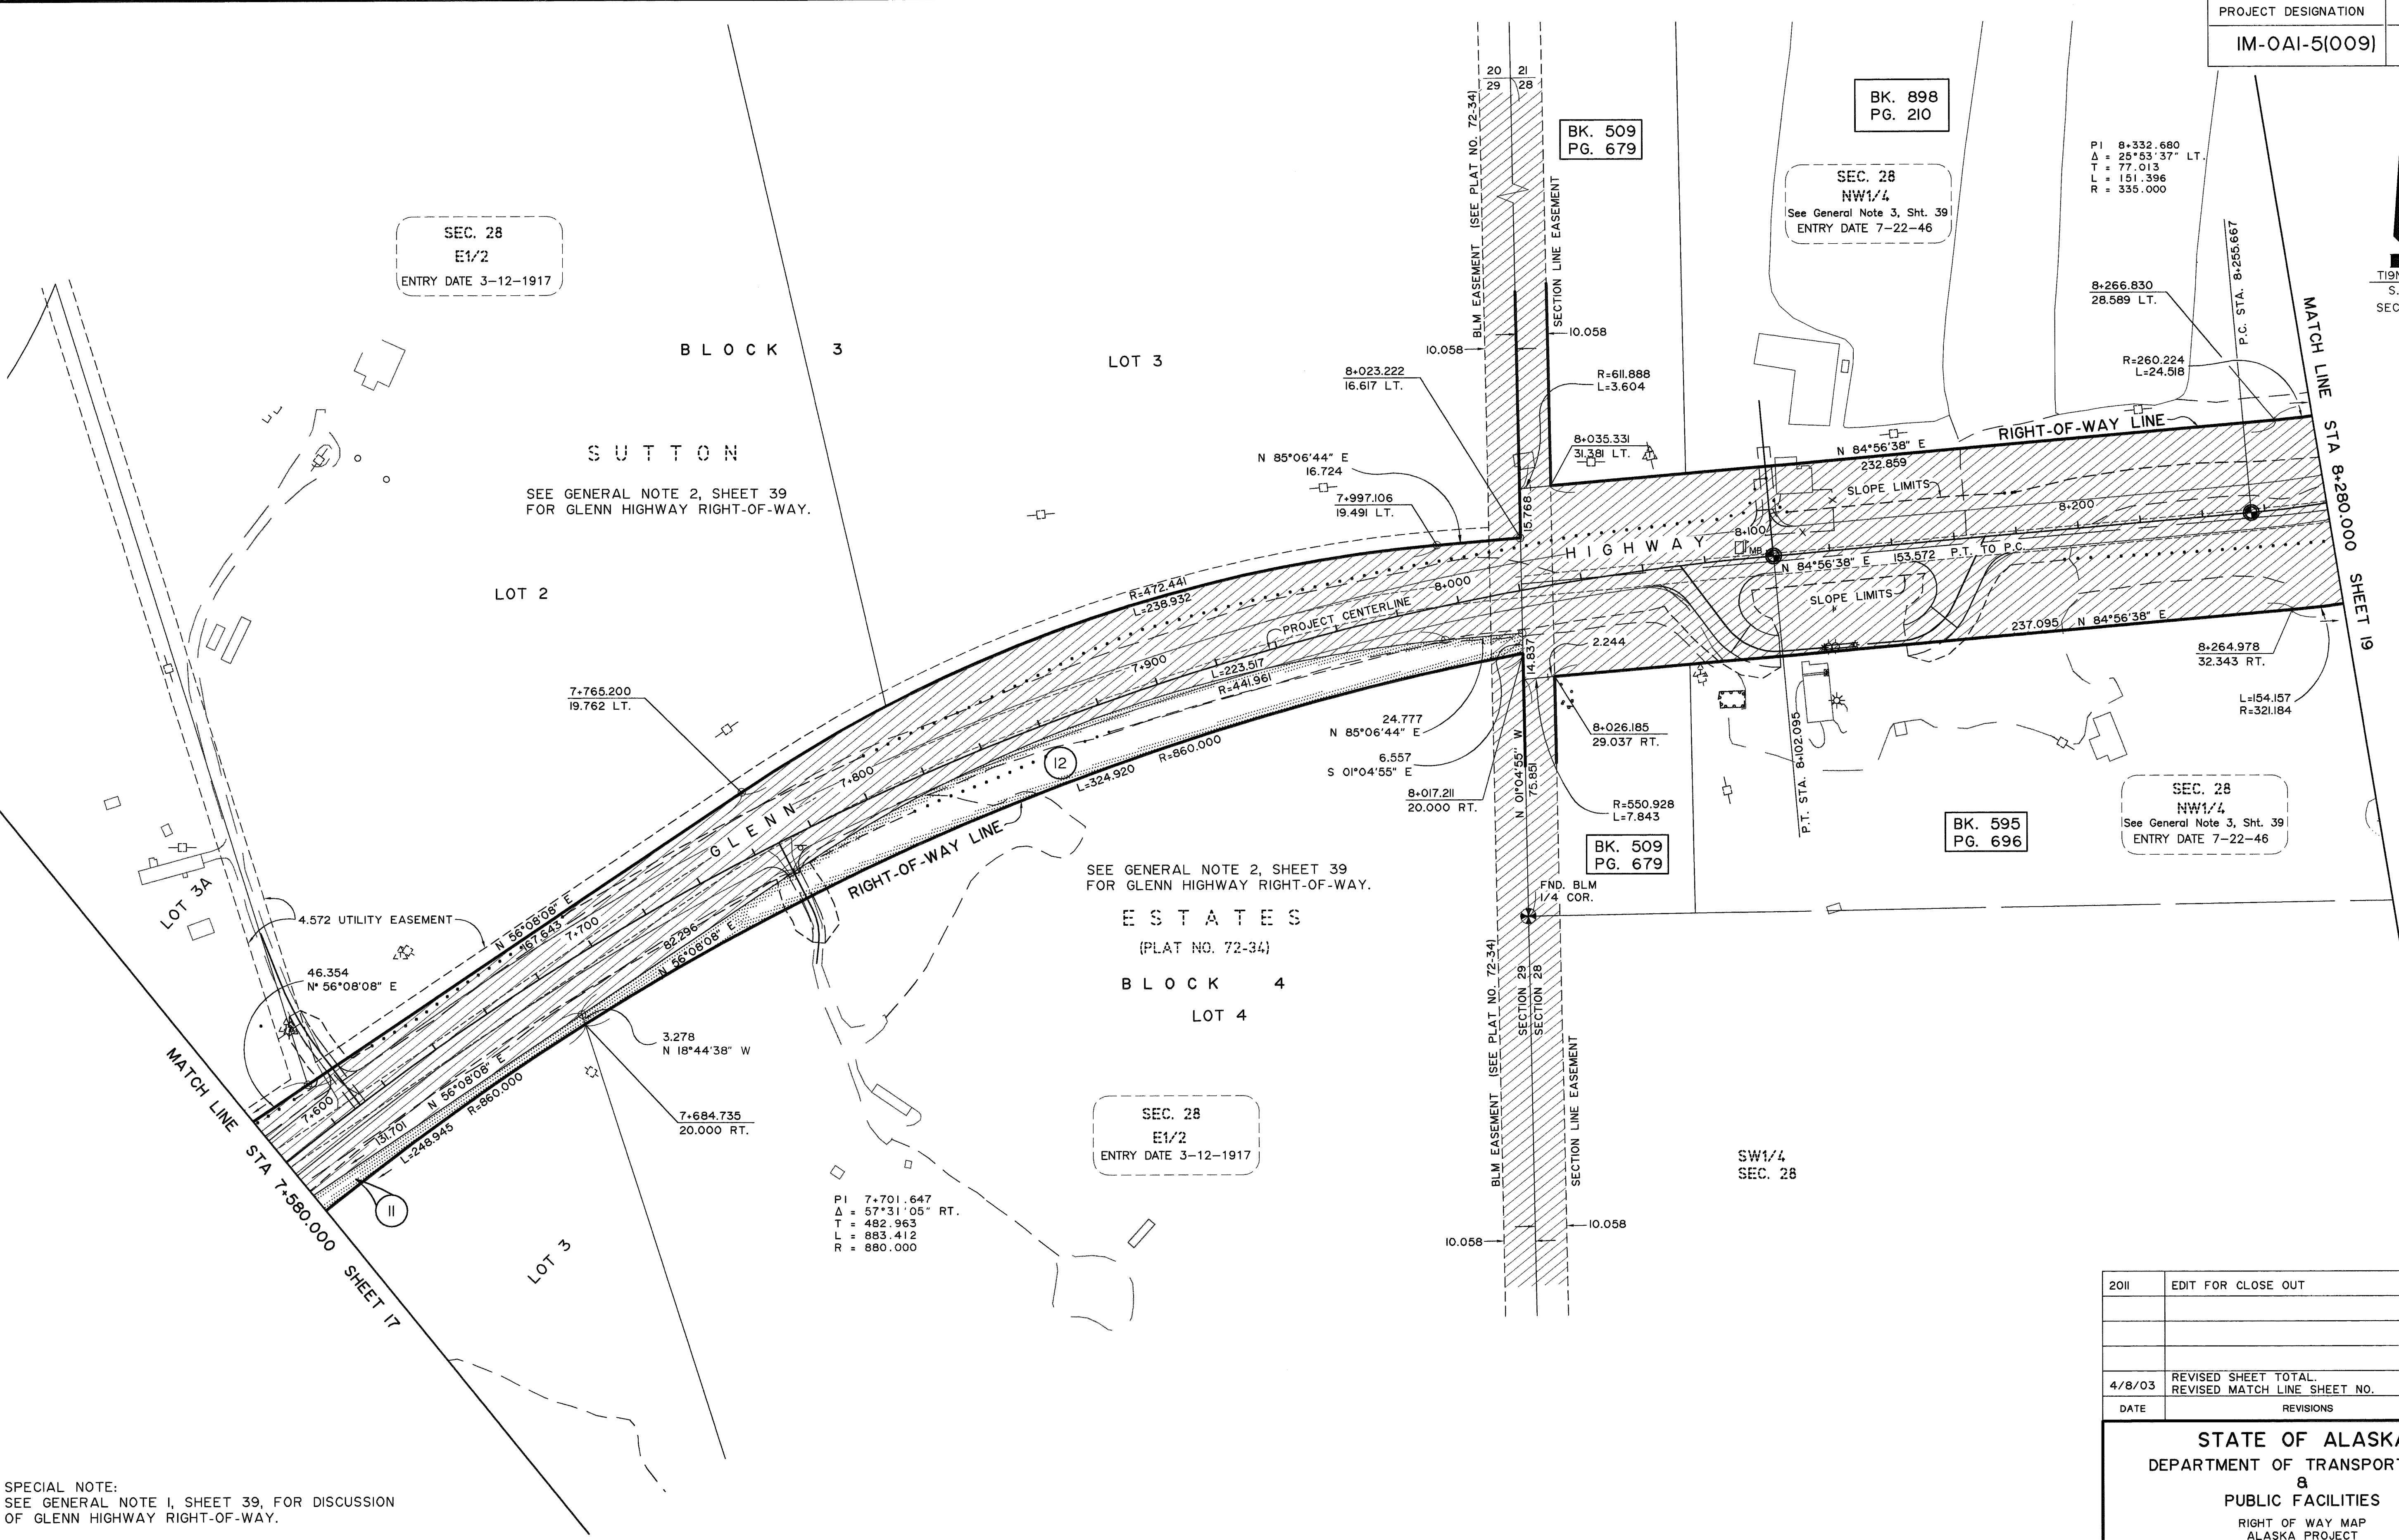 PROJECT DESIGNATION
IM-0A1-5(009)
20 21
29 28
BK. 509
PG. 679
BK. 898
PG. 210
SEC. 28
NW1/4
See General Note 3, Sht. 39
ENTRY DATE 7-22-46
PI 8+332.680
Δ = 25°53'37" LT.
T = 77.013
L = 151.396
R = 335.000
P.C. STA. 8+255.667
8+266.830
28.589 LT.
R=260.224
L=24.518
MATCH LINE STA 8+280.000 SHEET 19
T19
S.
SEC
SEC. 28
E1/2
ENTRY DATE 3-12-1917
BLOCK 3
LOT 3
BLM EASEMENT (SEE PLAT NO. 72-34)
SECTION LINE EASEMENT
10.058
10.058
8+023.222
16.617 LT.
R=611.888
L=3.604
8+035.331
31.381 LT.
N 85°06'44" E
16.724
7+997.106
19.491 LT.
15.768
RIGHT-OF-WAY LINE
N 84°56'38" E
232.859
SLOPE LIMITS
8+200
8+100
MB
HIGHWAY
N 84°56'38" E 153.572 P.T. TO P.C.
SLOPE LIMITS
237.095 N 84°56'38" E
8+264.978
32.343 RT.
L=154.157
R=321.184
SUTTON
SEE GENERAL NOTE 2, SHEET 39
FOR GLENN HIGHWAY RIGHT-OF-WAY.
LOT 2
R=472.441
L=238.932
8+000
PROJECT CENTERLINE
7+900
L=223.517
R=441.961
14.837
2.244
7+765.200
19.762 LT.
24.777
N 85°06'44" E
6.557
S 01°04'55" E
8+017.211
20.000 RT.
N 01°04'55" W
75.851
8+026.185
29.037 RT.
R=550.928
L=7.843
P.T. STA. 8+102.095
BK. 509
PG. 679
BK. 595
PG. 696
SEC. 28
NW1/4
See General Note 3, Sht. 39
ENTRY DATE 7-22-46
12
7+800
GLENN
L=324.920 R=860.000
RIGHT-OF-WAY LINE
SEE GENERAL NOTE 2, SHEET 39
FOR GLENN HIGHWAY RIGHT-OF-WAY.
ESTATES
(PLAT NO. 72-34)
BLOCK 4
LOT 4
FND. BLM
1/4 COR.
LOT 3A
4.572 UTILITY EASEMENT
N 56°08'08" E
167.643
7+700
82.296
N 56°08'08" E
46.354
N 56°08'08" E
3.278
N 18°44'38" W
7+684.735
20.000 RT.
7+600
131.701
N 56°08'08" E
L=248.945 R=860.000
11
MATCH LINE STA 7+580.000 SHEET 17
LOT 3
PI 7+701.647
Δ = 57°31'05" RT.
T = 482.963
L = 883.412
R = 880.000
SEC. 28
E1/2
ENTRY DATE 3-12-1917
BLM EASEMENT (SEE PLAT NO. 72-34)
SECTION 29
SECTION 28
SECTION LINE EASEMENT
10.058
10.058
SW1/4
SEC. 28
2011 EDIT FOR CLOSE OUT
4/8/03 REVISED SHEET TOTAL.
REVISED MATCH LINE SHEET NO.
DATE REVISIONS
STATE OF ALASKA
DEPARTMENT OF TRANSPORT
&
PUBLIC FACILITIES
RIGHT OF WAY MAP
ALASKA PROJECT
SPECIAL NOTE:
SEE GENERAL NOTE 1, SHEET 39, FOR DISCUSSION
OF GLENN HIGHWAY RIGHT-OF-WAY.